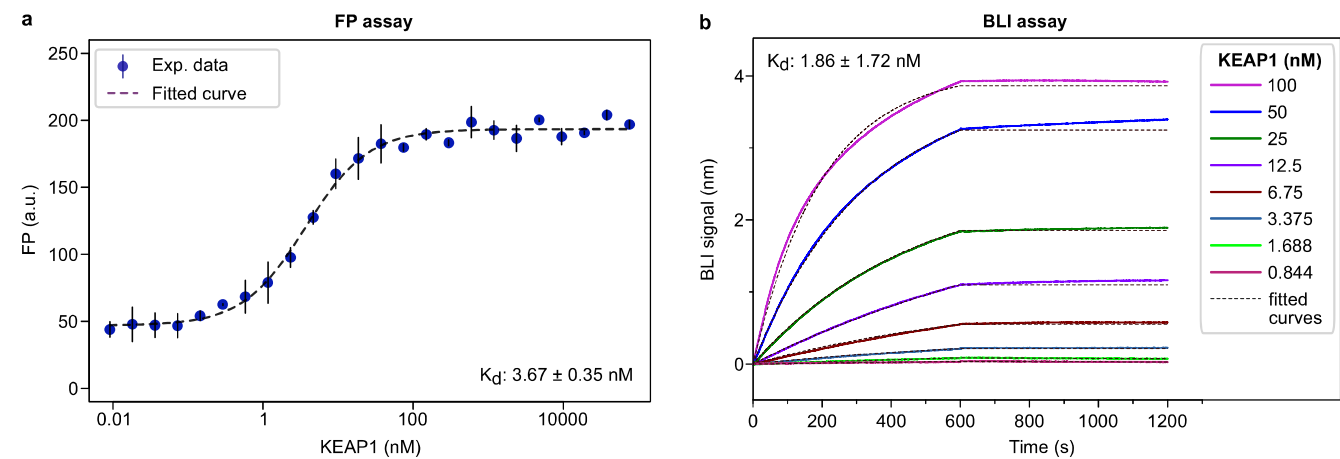 a
FP assay
250
200
150
100
50
0
FP (a.u.)
Exp. data
Fitted curve
Kd: 3.67 ± 0.35 nM
0.01
1
100
10000
KEAP1 (nM)
b
BLI assay
Kd: 1.86 ± 1.72 nM
4
2
0
BLI signal (nm)
0
200
400
600
800
1000
1200
Time (s)
KEAP1 (nM)
100
50
25
12.5
6.75
3.375
1.688
0.844
fitted
curves